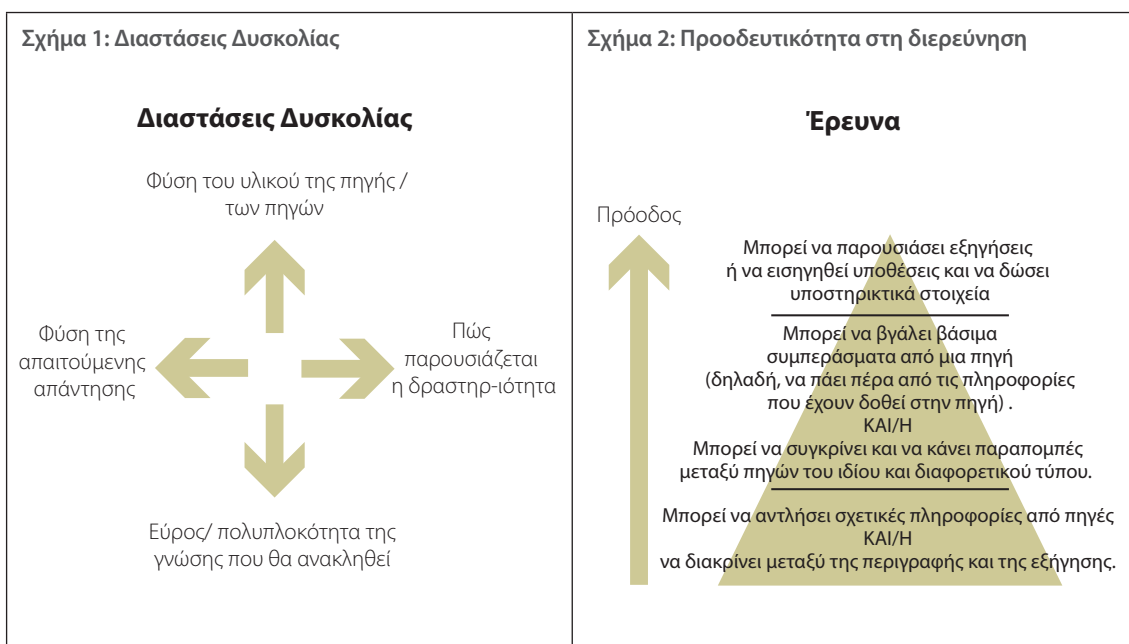 Σχήμα 1: Διαστάσεις Δυσκολίας
Διαστάσεις Δυσκολίας
Φύση του υλικού της πηγής /
των πηγών
Φύση της
απαιτούμενης
απάντησης
Πώς
παρουσιάζεται
η δραστηρ-ιότητα
Εύρος/ πολυπλοκότητα της
γνώσης που θα ανακληθεί
Σχήμα 2: Προοδευτικότητα στη διερεύνηση
Έρευνα
Πρόοδος
Μπορεί να παρουσιάσει εξηγήσεις
ή να εισηγηθεί υποθέσεις και να δώσει
υποστηρικτικά στοιχεία
Μπορεί να βγάλει βάσιμα
συμπεράσματα από μια πηγή
(δηλαδή, να πάει πέρα από τις πληροφορίες
που έχουν δοθεί στην πηγή) .
ΚΑΙ/Η
Μπορεί να συγκρίνει και να κάνει παραπομπές
μεταξύ πηγών του ιδίου και διαφορετικού τύπου.
Μπορεί να αντλήσει σχετικές πληροφορίες από πηγές
ΚΑΙ/Η
να διακρίνει μεταξύ της περιγραφής και της εξήγησης.